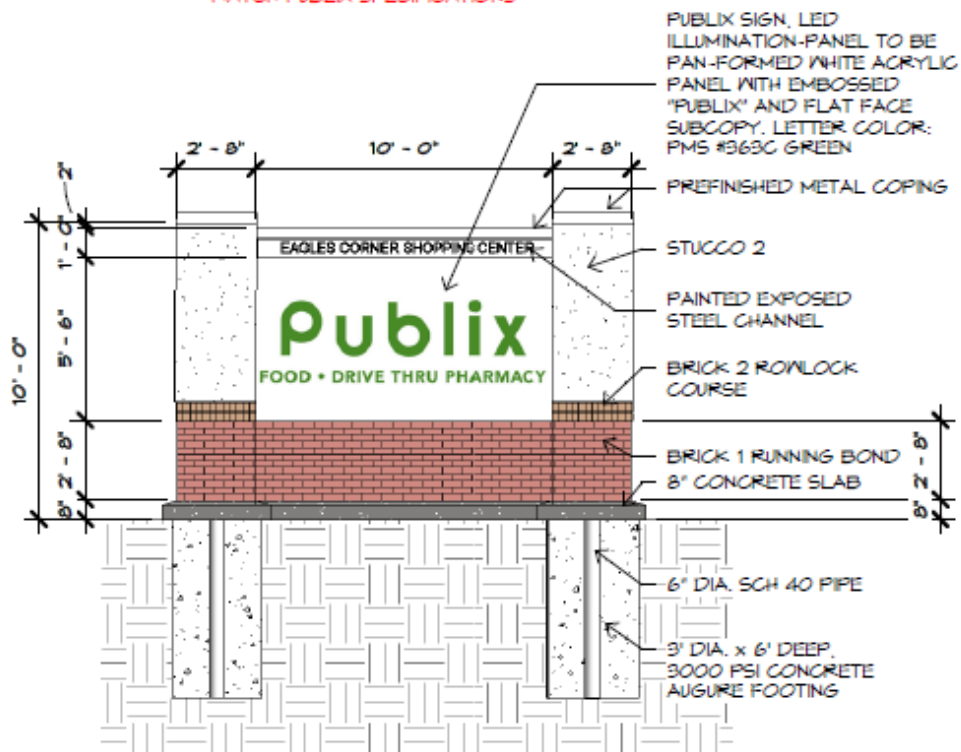 MATCH PUBLIX SPECIFICATIONS
PUBLIX SIGN, LED
ILLUMINATION-PANEL TO BE
PAN-FORMED WHITE ACRYLIC
PANEL WITH EMBOSSED
"PUBLIX" AND FLAT FACE
SUBCOPY. LETTER COLOR:
PMS #363C GREEN
2' - 8"
10' - 0"
2' - 8"
PREFINISHED METAL COPING
2"
1' - 0"
EAGLES CORNER SHOPPING CENTER
STUCCO 2
PAINTED EXPOSED
STEEL CHANNEL
Publix
FOOD • DRIVE THRU PHARMACY
5' - 6"
10' - 0"
BRICK 2 ROWLOCK
COURSE
BRICK 1 RUNNING BOND
8" CONCRETE SLAB
2' - 8"
8"
2' - 8"
8"
6" DIA. SCH 40 PIPE
3' DIA. x 6' DEEP,
3000 PSI CONCRETE
AUGURE FOOTING